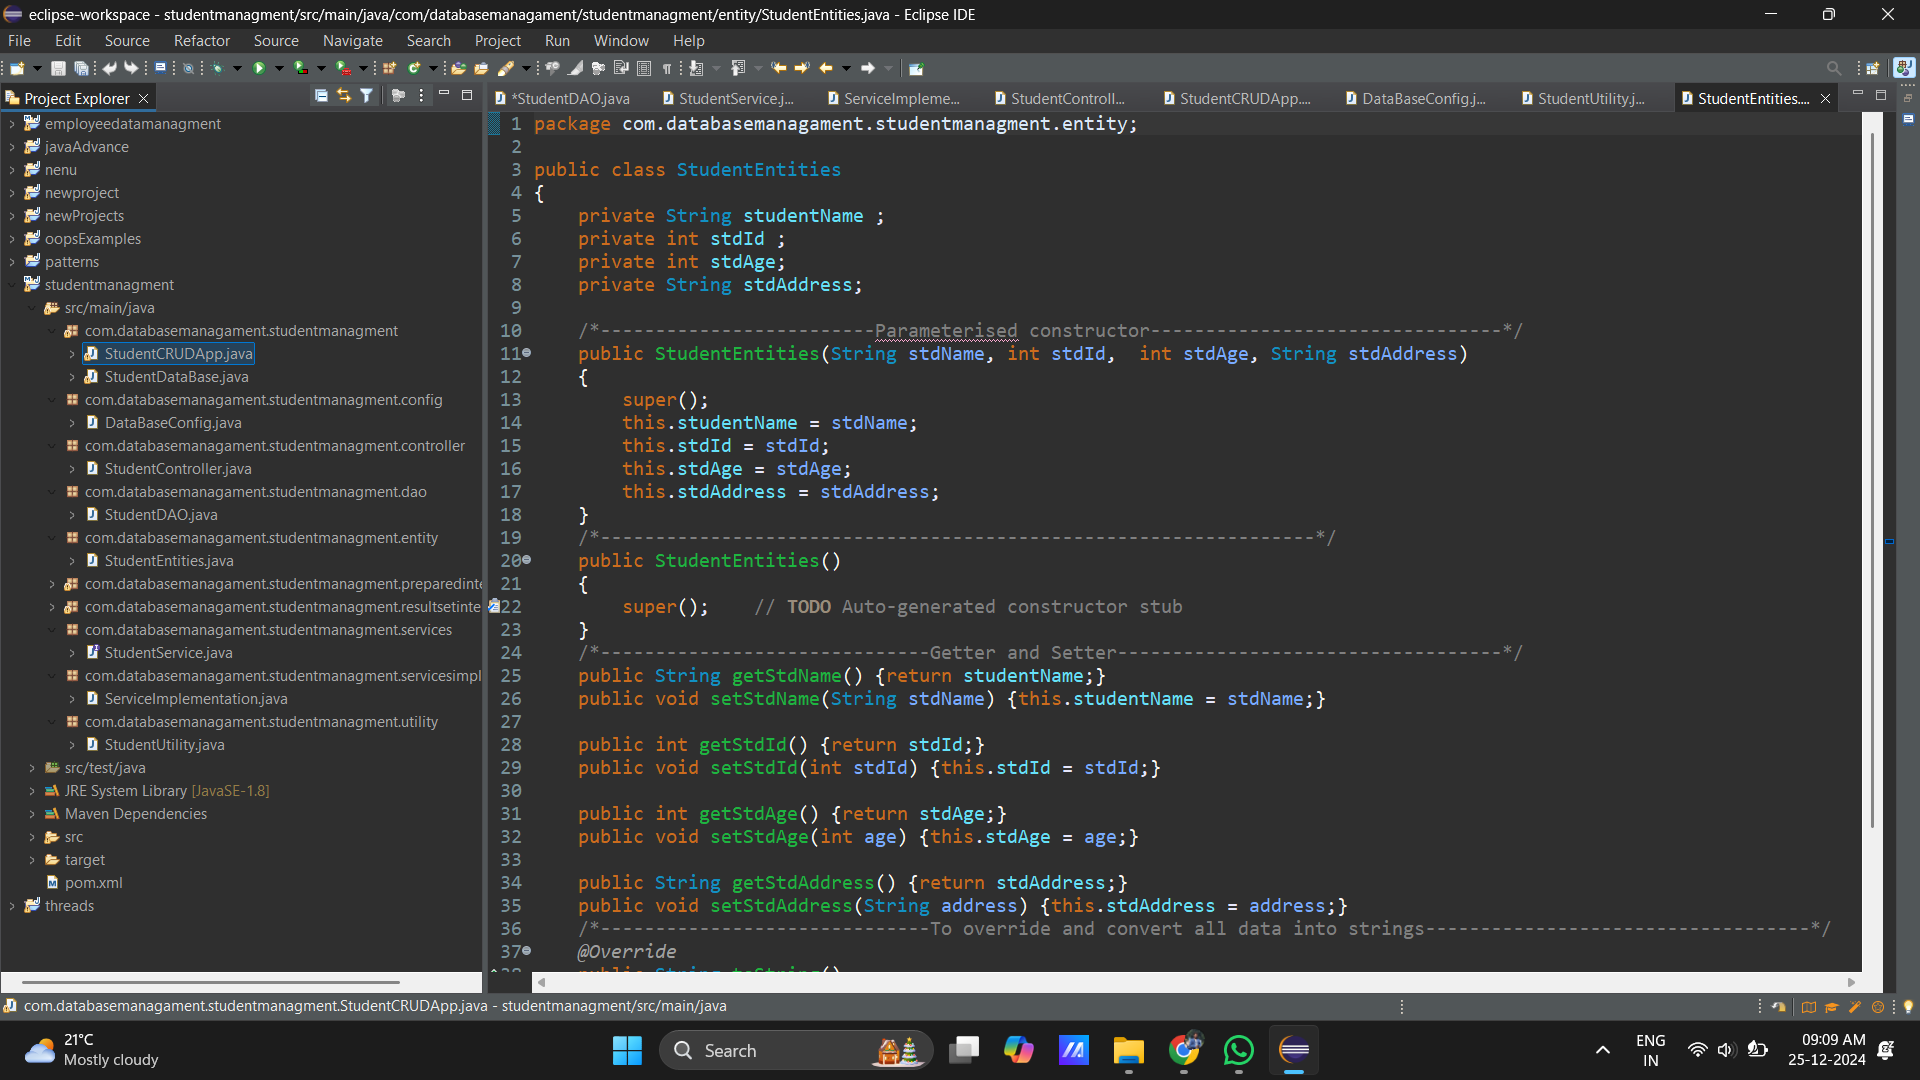 eclipse-workspace - studentmanagment/src/main/java/com/databasemanagament/studentmanagment/entity/StudentEntities.java - Eclipse IDE
File Edit Source Refactor Source Navigate Search Project Run Window Help
Project Explorer
*StudentDAO.java StudentService.j... ServiceImpleme... StudentControll... StudentCRUDApp.... DataBaseConfig.j... StudentUtility.j... StudentEntities....
employeedatamanagment
javaAdvance
nenu
newproject
newProjects
oopsExamples
patterns
studentmanagment
src/main/java
com.databasemanagament.studentmanagment
StudentCRUDApp.java
StudentDataBase.java
com.databasemanagament.studentmanagment.config
DataBaseConfig.java
com.databasemanagament.studentmanagment.controller
StudentController.java
com.databasemanagament.studentmanagment.dao
StudentDAO.java
com.databasemanagament.studentmanagment.entity
StudentEntities.java
com.databasemanagament.studentmanagment.preparedinte
com.databasemanagament.studentmanagment.resultsetinte
com.databasemanagament.studentmanagment.services
StudentService.java
com.databasemanagament.studentmanagment.servicesimpl
ServiceImplementation.java
com.databasemanagament.studentmanagment.utility
StudentUtility.java
src/test/java
JRE System Library [JavaSE-1.8]
Maven Dependencies
src
target
pom.xml
threads
1 package com.databasemanagament.studentmanagment.entity;
2
3 public class StudentEntities
4 {
5 private String studentName ;
6 private int stdId ;
7 private int stdAge;
8 private String stdAddress;
9
10 /*-------------------------Parameterised constructor--------------------------------*/
11 public StudentEntities(String stdName, int stdId,  int stdAge, String stdAddress)
12 {
13 super();
14 this.studentName = stdName;
15 this.stdId = stdId;
16 this.stdAge = stdAge;
17 this.stdAddress = stdAddress;
18 }
19 /*-----------------------------------------------------------------*/
20 public StudentEntities()
21 {
22 super();    // TODO Auto-generated constructor stub
23 }
24 /*------------------------------Getter and Setter-----------------------------------*/
25 public String getStdName() {return studentName;}
26 public void setStdName(String stdName) {this.studentName = stdName;}
27
28 public int getStdId() {return stdId;}
29 public void setStdId(int stdId) {this.stdId = stdId;}
30
31 public int getStdAge() {return stdAge;}
32 public void setStdAge(int age) {this.stdAge = age;}
33
34 public String getStdAddress() {return stdAddress;}
35 public void setStdAddress(String address) {this.stdAddress = address;}
36 /*------------------------------To override and convert all data into strings-----------------------------------*/
37 @Override
com.databasemanagament.studentmanagment.StudentCRUDApp.java - studentmanagment/src/main/java
21°C
Mostly cloudy
Search
ENG
IN
09:09 AM
25-12-2024